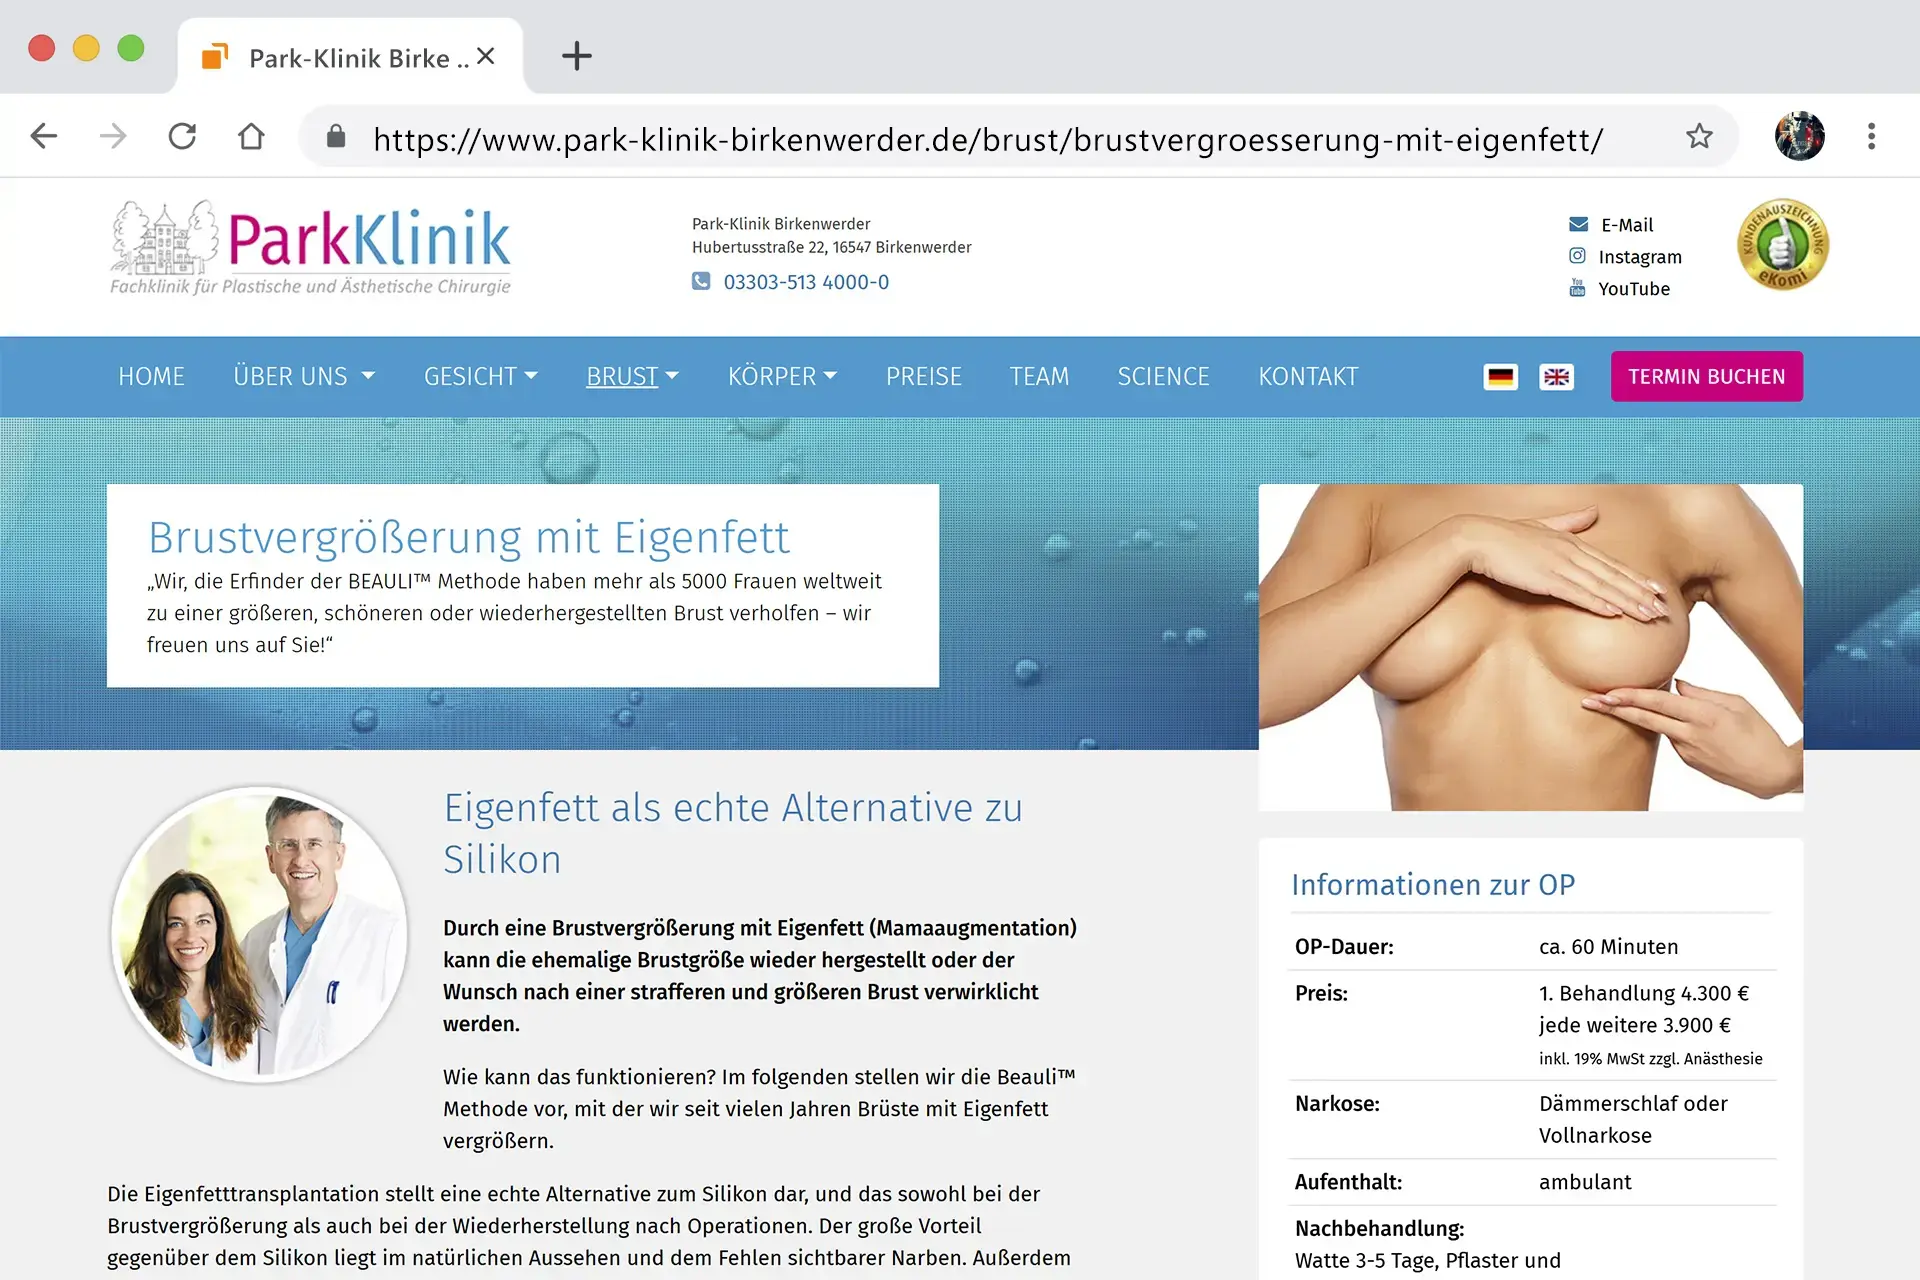 Park-Klinik Birke ..
https://www.park-klinik-birkenwerder.de/brust/brustvergroesserung-mit-eigenfett/
ParkKlinik
Fachklinik für Plastische und Ästhetische Chirurgie
Park-Klinik Birkenwerder
Hubertusstraße 22, 16547 Birkenwerder
03303-513 4000-0
E-Mail
Instagram
You Tube
YouTube
KUNDENAUSZEICHNUNG
eKomi
HOME ÜBER UNS GESICHT BRUST KÖRPER PREISE TEAM SCIENCE KONTAKT TERMIN BUCHEN
Brustvergrößerung mit Eigenfett
„Wir, die Erfinder der BEAULI™ Methode haben mehr als 5000 Frauen weltweit
zu einer größeren, schöneren oder wiederhergestellten Brust verholfen – wir
freuen uns auf Sie!“
Eigenfett als echte Alternative zu
Silikon
Durch eine Brustvergrößerung mit Eigenfett (Mamaaugmentation)
kann die ehemalige Brustgröße wieder hergestellt oder der
Wunsch nach einer strafferen und größeren Brust verwirklicht
werden.
Wie kann das funktionieren? Im folgenden stellen wir die Beauli™
Methode vor, mit der wir seit vielen Jahren Brüste mit Eigenfett
vergrößern.
Die Eigenfetttransplantation stellt eine echte Alternative zum Silikon dar, und das sowohl bei der
Brustvergrößerung als auch bei der Wiederherstellung nach Operationen. Der große Vorteil
gegenüber dem Silikon liegt im natürlichen Aussehen und dem Fehlen sichtbarer Narben. Außerdem
Informationen zur OP
OP-Dauer: ca. 60 Minuten
Preis: 1. Behandlung 4.300 €
jede weitere 3.900 €
inkl. 19% MwSt zzgl. Anästhesie
Narkose: Dämmerschlaf oder
Vollnarkose
Aufenthalt: ambulant
Nachbehandlung:
Watte 3-5 Tage, Pflaster und